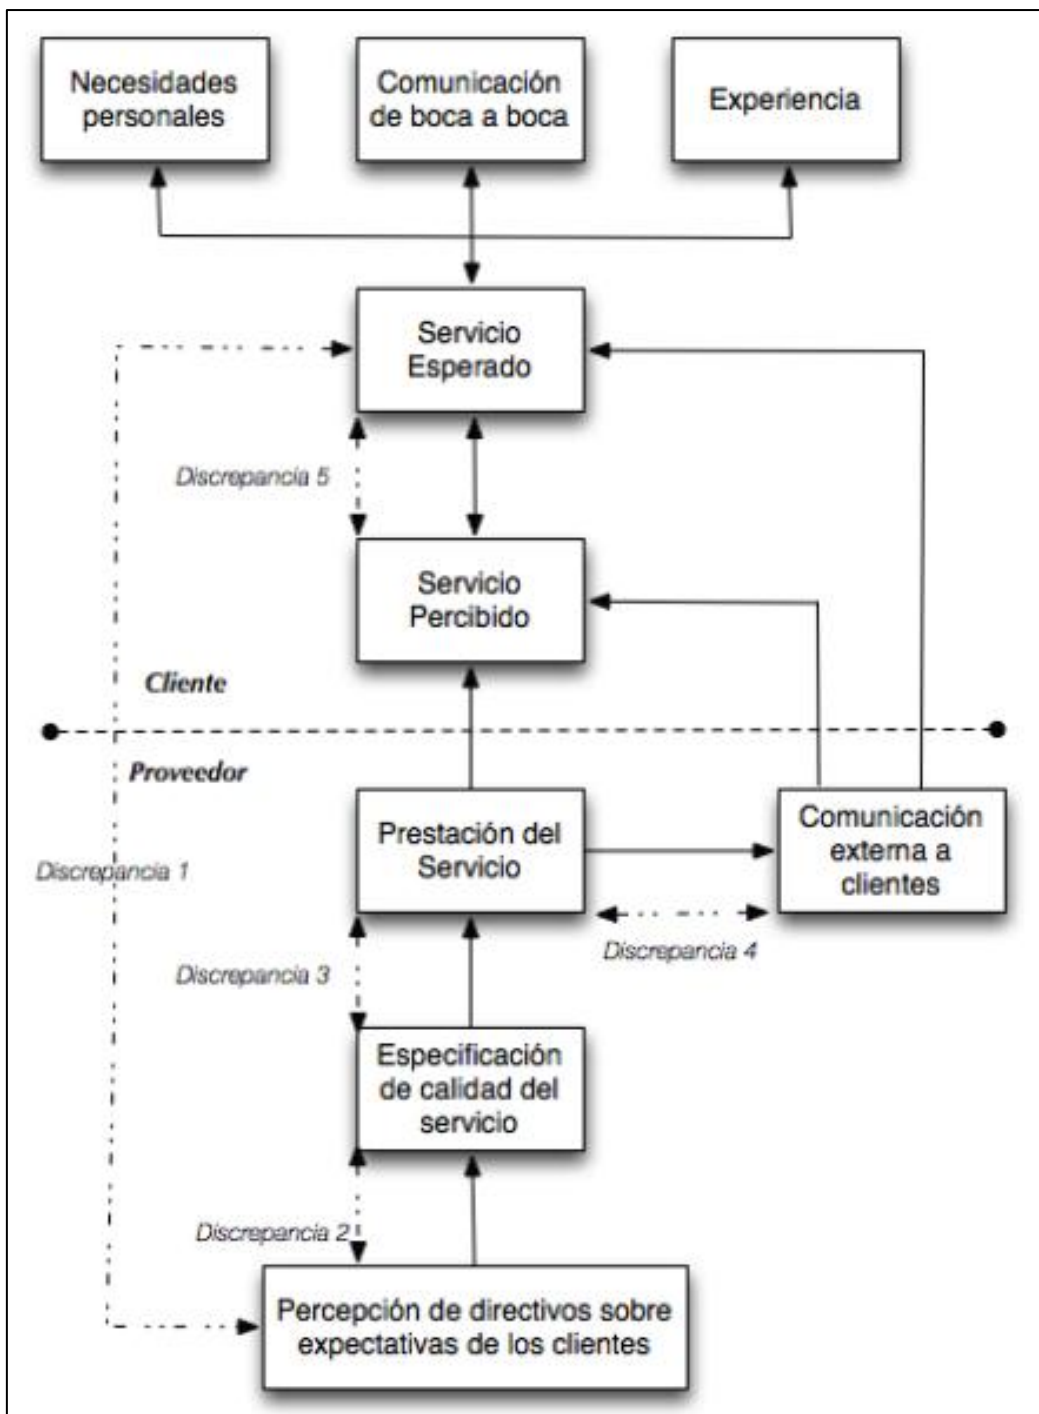 Necesidades
personales
Comunicación
de boca a boca
Experiencia
Servicio
Esperado
Discrepancia 5
Servicio
Percibido
Cliente
Proveedor
Prestación del
Servicio
Comunicación
externa a
clientes
Discrepancia 1
Discrepancia 4
Discrepancia 3
Especificación
de calidad del
servicio
Discrepancia 2
Percepción de directivos sobre
expectativas de los clientes